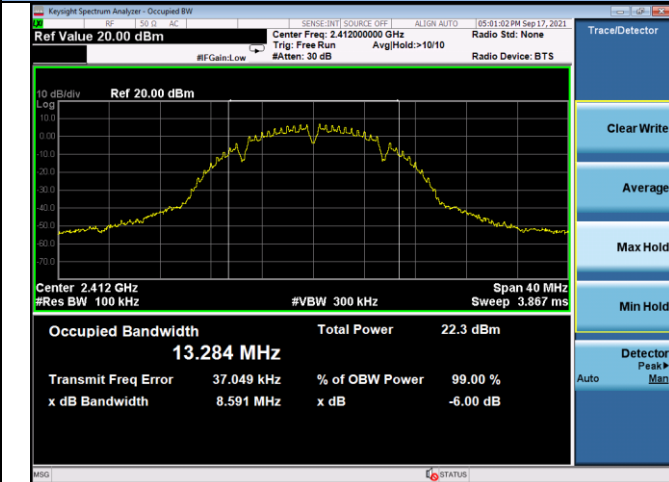 Keysight Spectrum Analyzer - Occupied BW
RF 50 Ω AC SENSE:INT SOURCE OFF ALIGN AUTO 05:01:02 PM Sep 17, 2021
Ref Value 20.00 dBm
Center Freq: 2.412000000 GHz Radio Std: None
Trig: Free Run Avg|Hold:>10/10
#IFGain:Low #Atten: 30 dB Radio Device: BTS
Trace/Detector
10 dB/div Ref 20.00 dBm
Log
10.0
0.00
-10.0
-20.0
-30.0
-40.0
-50.0
-60.0
-70.0
Center 2.412 GHz Span 40 MHz
#Res BW 100 kHz #VBW 300 kHz Sweep 3.867 ms
Occupied Bandwidth Total Power 22.3 dBm
13.284 MHz
Transmit Freq Error 37.049 kHz % of OBW Power 99.00 %
x dB Bandwidth 8.591 MHz x dB -6.00 dB
Clear Write
Average
Max Hold
Min Hold
Detector
Peak▶
Auto Man
MSG STATUS